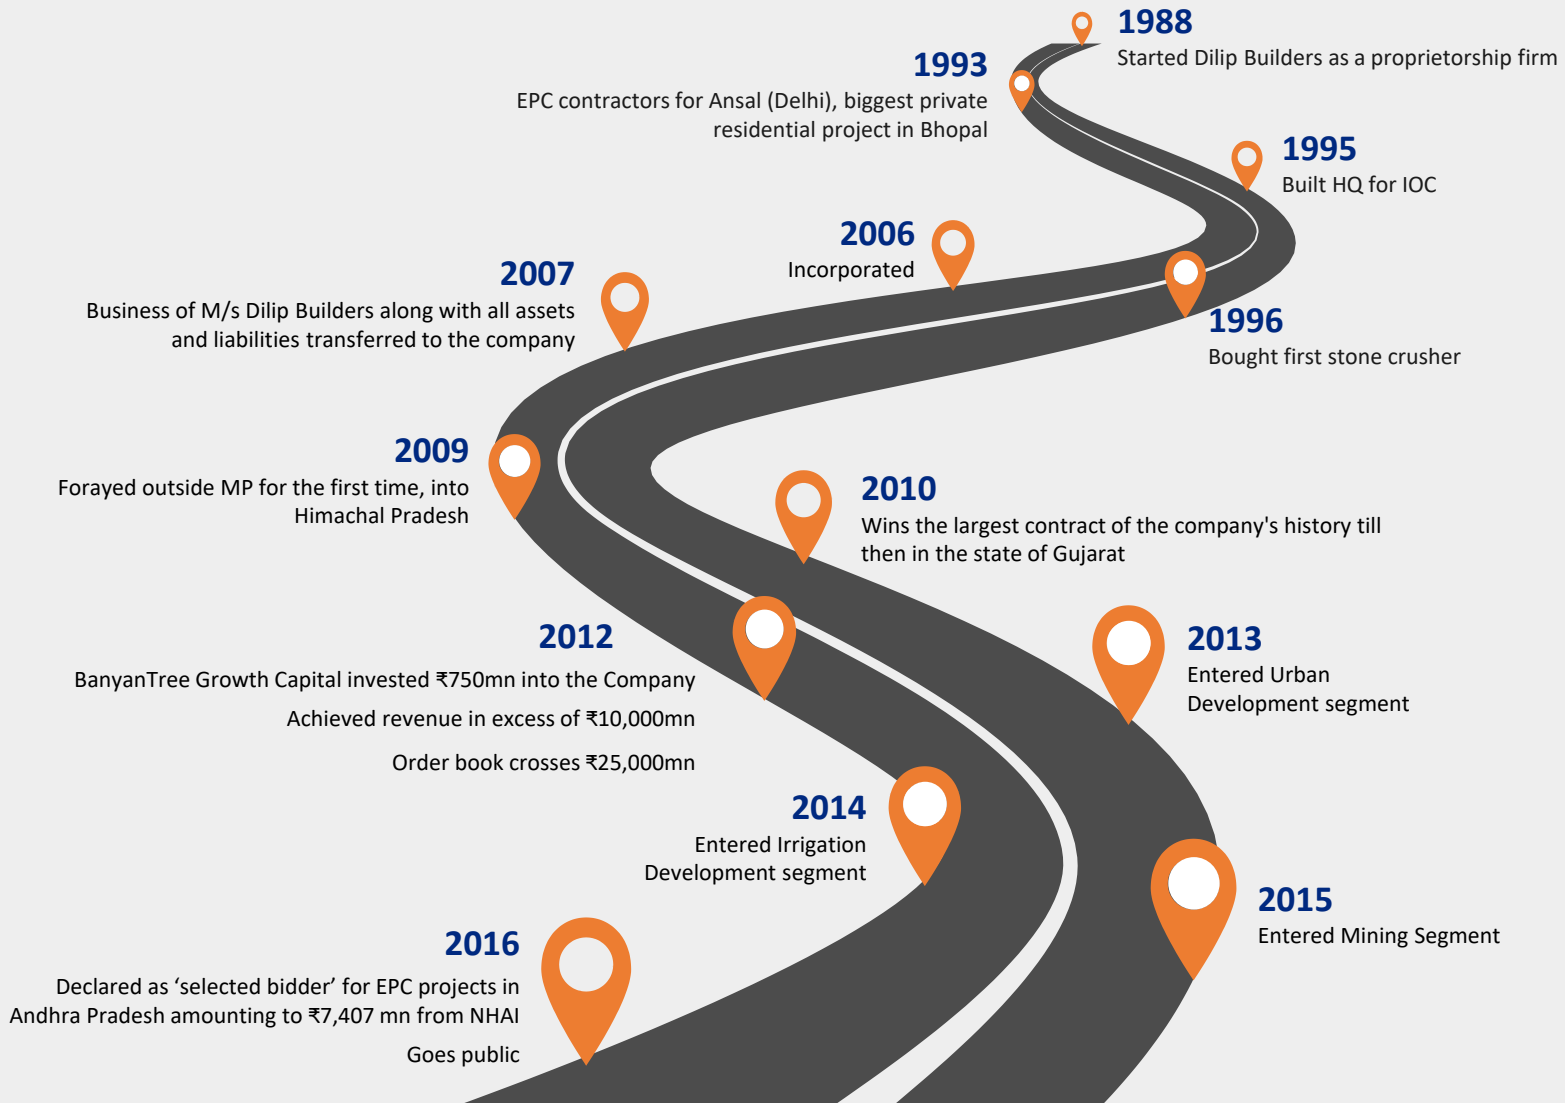 1988
Started Dilip Builders as a proprietorship firm
1993
EPC contractors for Ansal (Delhi), biggest private
residential project in Bhopal
1995
Built HQ for IOC
1996
Bought first stone crusher
2006
Incorporated
2007
Business of M/s Dilip Builders along with all assets
and liabilities transferred to the company
2009
Forayed outside MP for the first time, into
Himachal Pradesh
2010
Wins the largest contract of the company's history till
then in the state of Gujarat
2012
BanyanTree Growth Capital invested ₹750mn into the Company
Achieved revenue in excess of ₹10,000mn
Order book crosses ₹25,000mn
2013
Entered Urban
Development segment
2014
Entered Irrigation
Development segment
2015
Entered Mining Segment
2016
Declared as ‘selected bidder’ for EPC projects in
Andhra Pradesh amounting to ₹7,407 mn from NHAI
Goes public